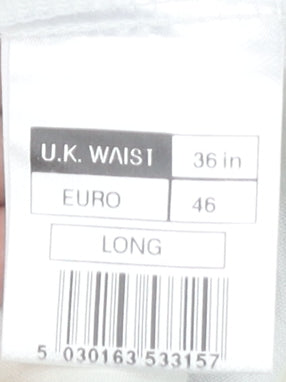 U.K. WAIST 36 in
EURO 46
LONG
5 030163 533157